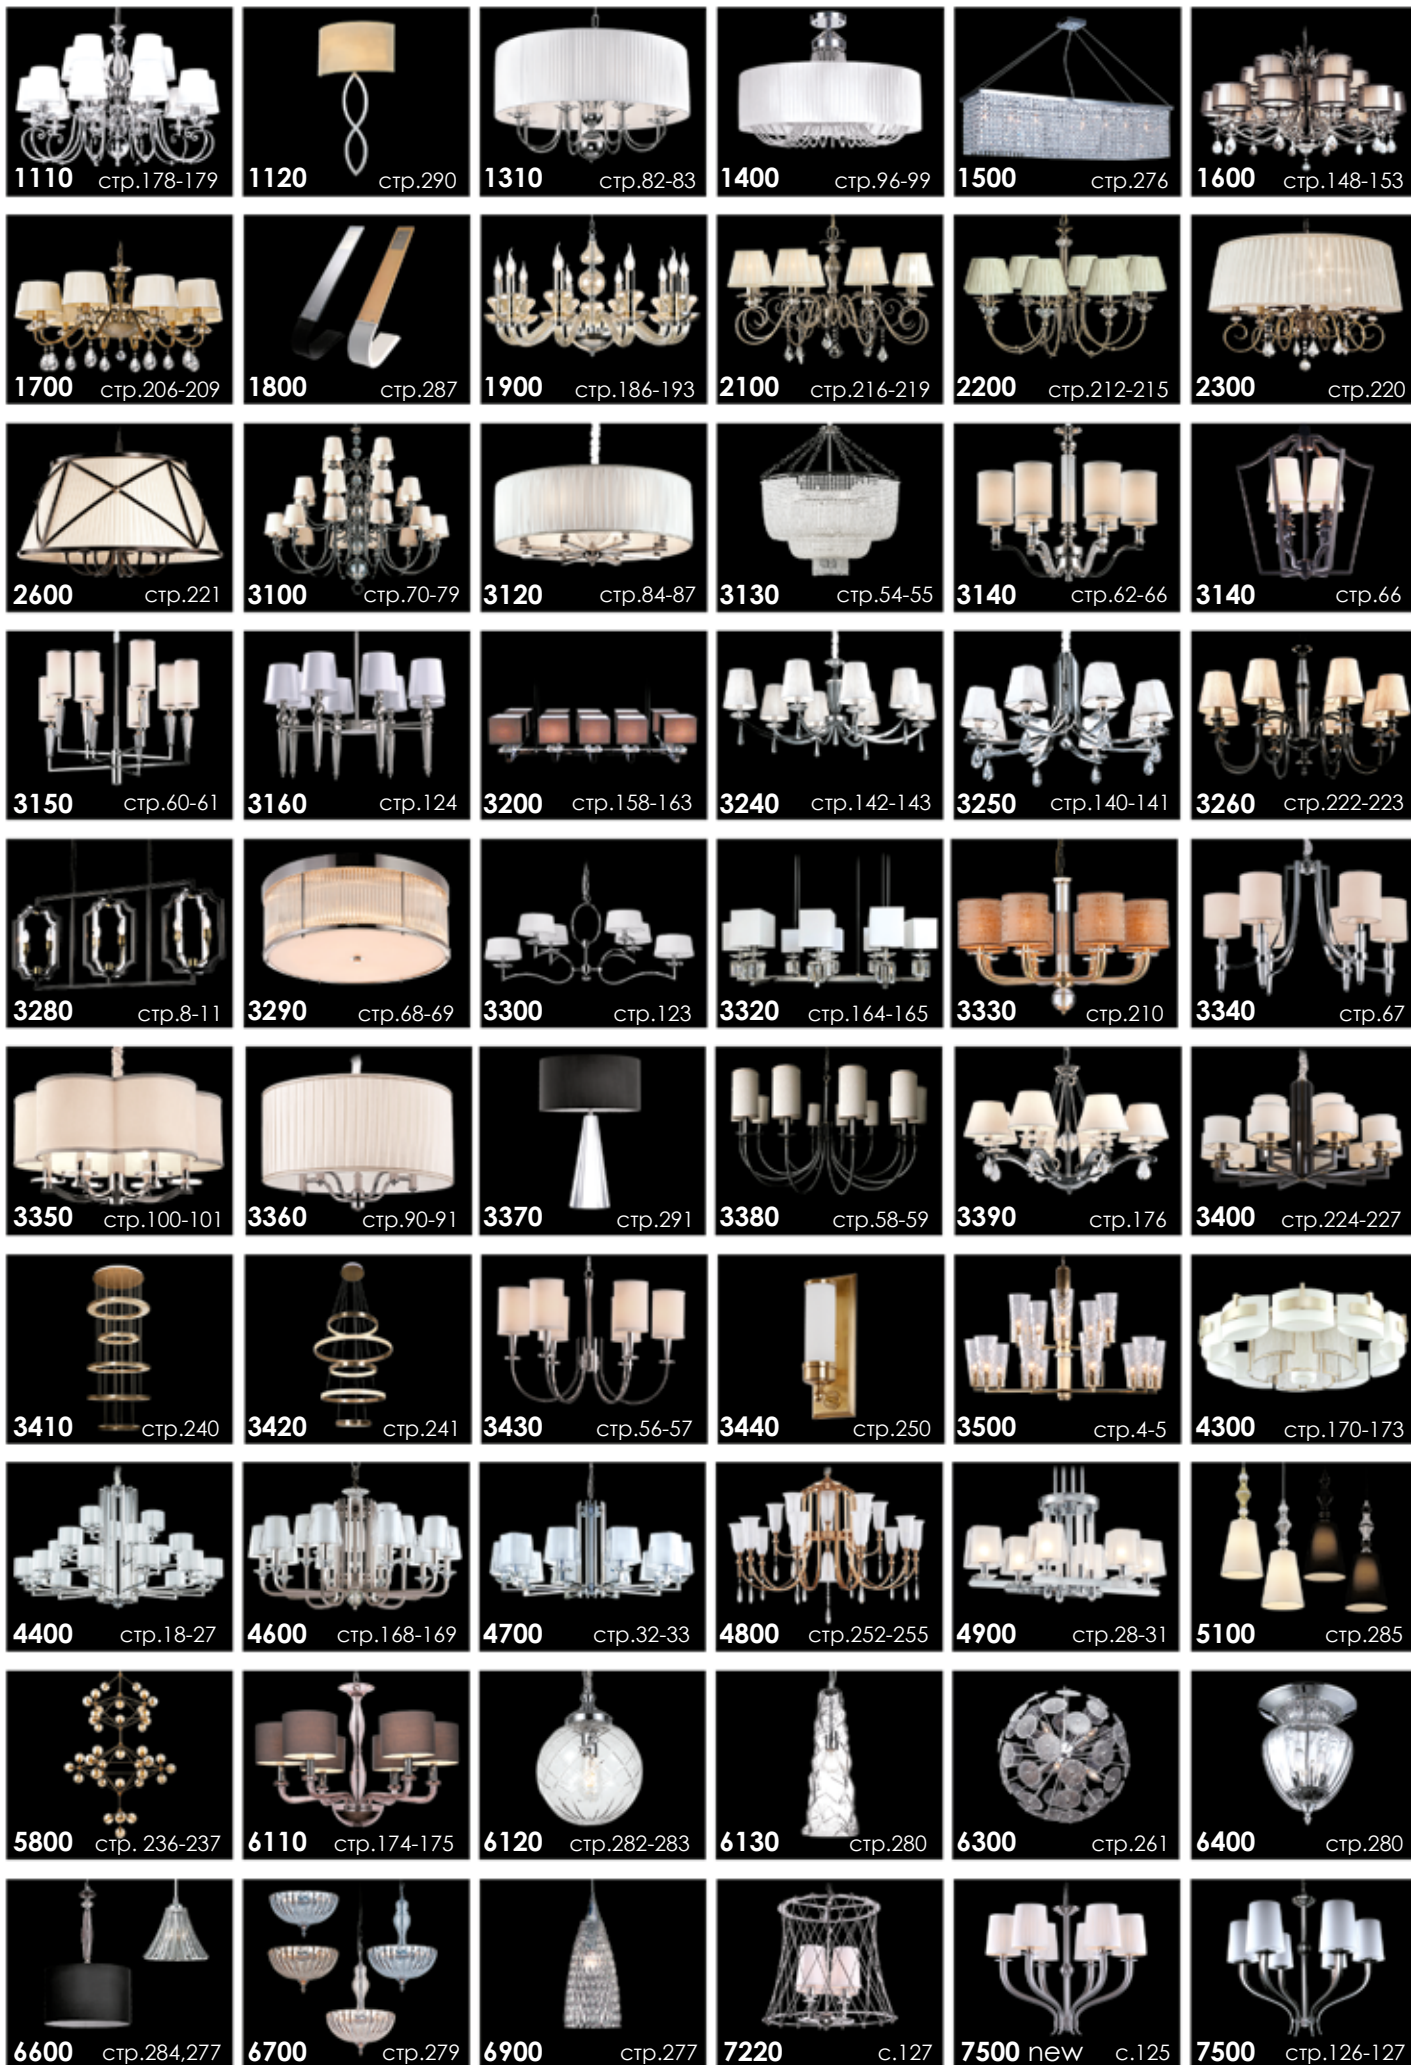 1110 стр.178-179
1120 стр.290
1310 стр.82-83
1400 стр.96-99
1500 стр.276
1600 стр.148-153
1700 стр.206-209
1800 стр.287
1900 стр.186-193
2100 стр.216-219
2200 стр.212-215
2300 стр.220
2600 стр.221
3100 стр.70-79
3120 стр.84-87
3130 стр.54-55
3140 стр.62-66
3140 стр.66
3150 стр.60-61
3160 стр.124
3200 стр.158-163
3240 стр.142-143
3250 стр.140-141
3260 стр.222-223
3280 стр.8-11
3290 стр.68-69
3300 стр.123
3320 стр.164-165
3330 стр.210
3340 стр.67
3350 стр.100-101
3360 стр.90-91
3370 стр.291
3380 стр.58-59
3390 стр.176
3400 стр.224-227
3410 стр.240
3420 стр.241
3430 стр.56-57
3440 стр.250
3500 стр.4-5
4300 стр.170-173
4400 стр.18-27
4600 стр.168-169
4700 стр.32-33
4800 стр.252-255
4900 стр.28-31
5100 стр.285
5800 стр. 236-237
6110 стр.174-175
6120 стр.282-283
6130 стр.280
6300 стр.261
6400 стр.280
6600 стр.284,277
6700 стр.279
6900 стр.277
7220 с.127
7500 new с.125
7500 стр.126-127